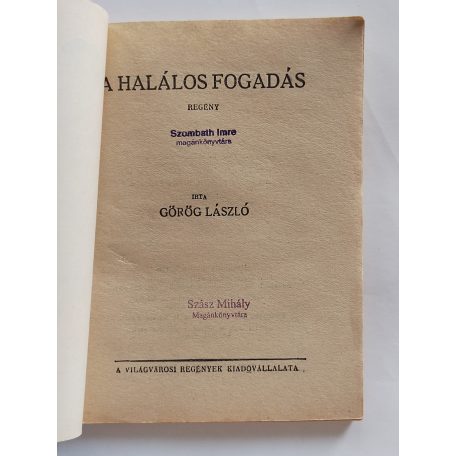 A HALÁLOS FOGADÁS
REGÉNY
Szombath Imre
magánkönyvtára
IRTA
GÖRÖG LÁSZLÓ
Szász Mihály
Magánkönyvtára
A VILÁGVÁROSI REGÉNYEK KIADÓVÁLLALATA